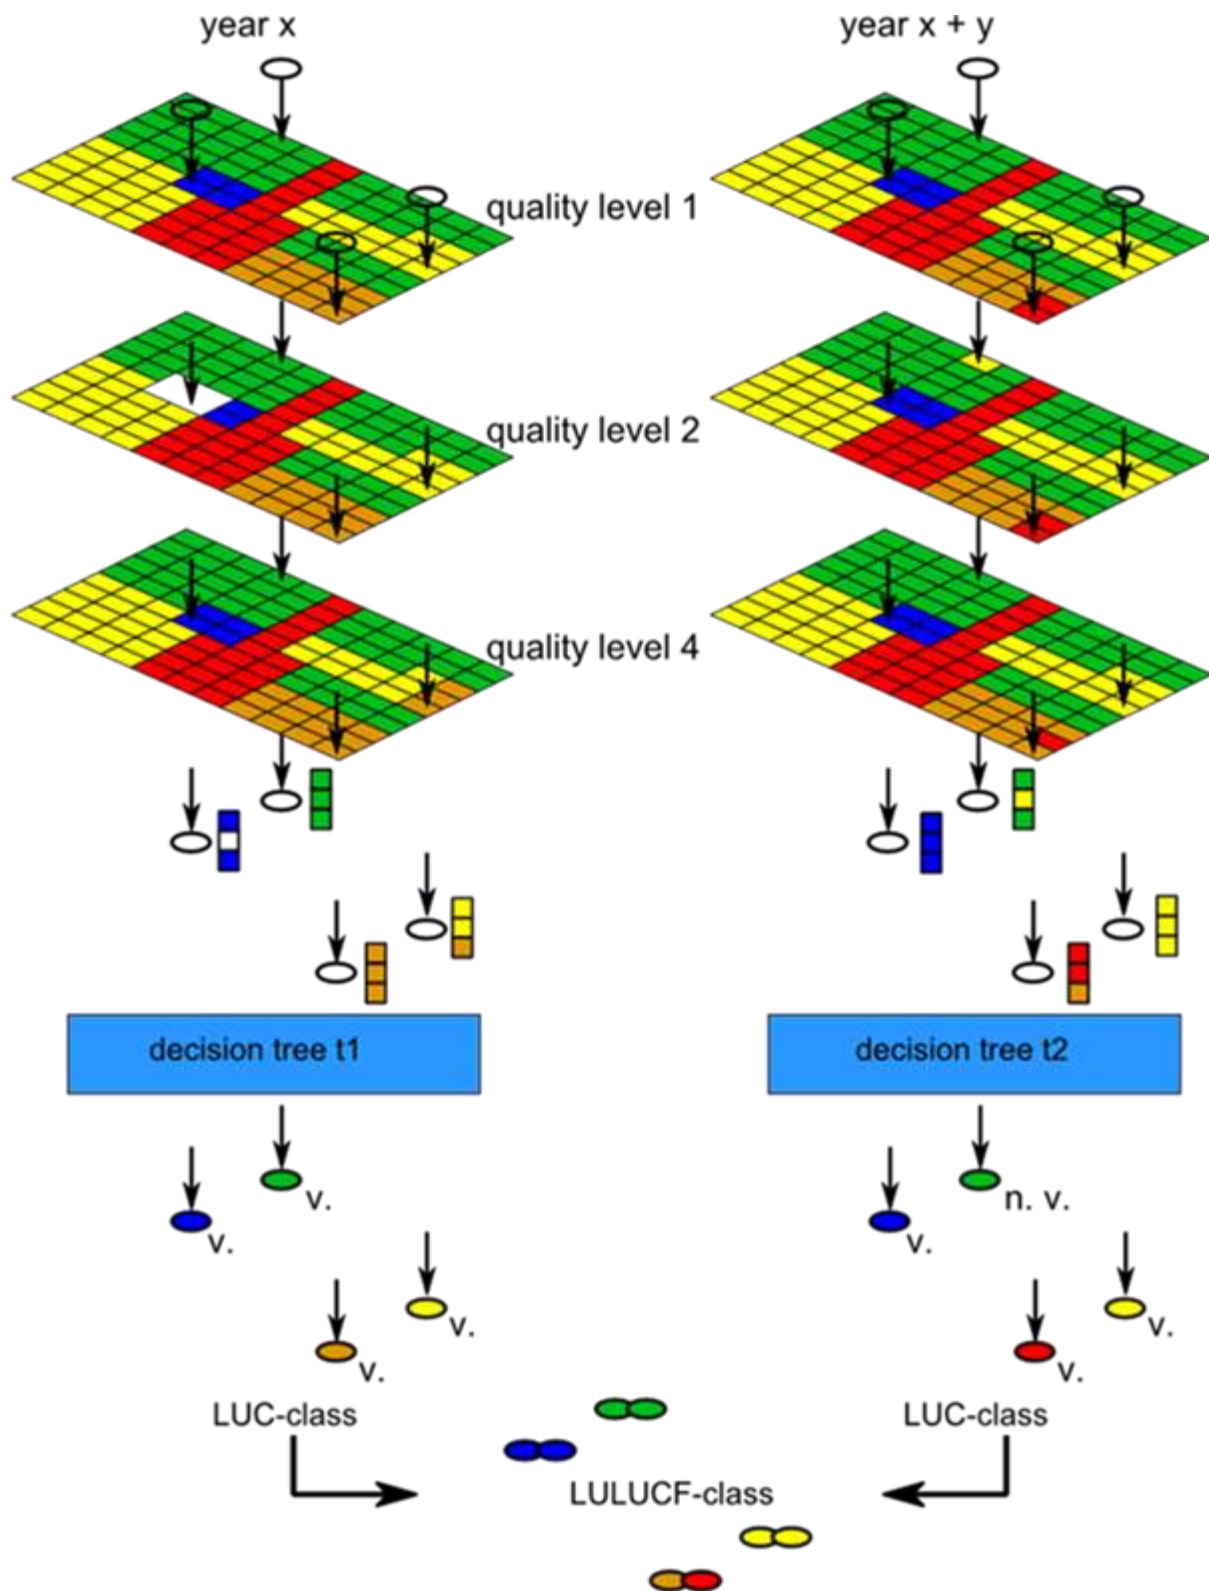 year x
year x + y
quality level 1
quality level 2
quality level 4
decision tree t1
decision tree t2
v.
n. v.
v.
v.
v.
v.
v.
v.
LUC-class
LUC-class
LULUCF-class